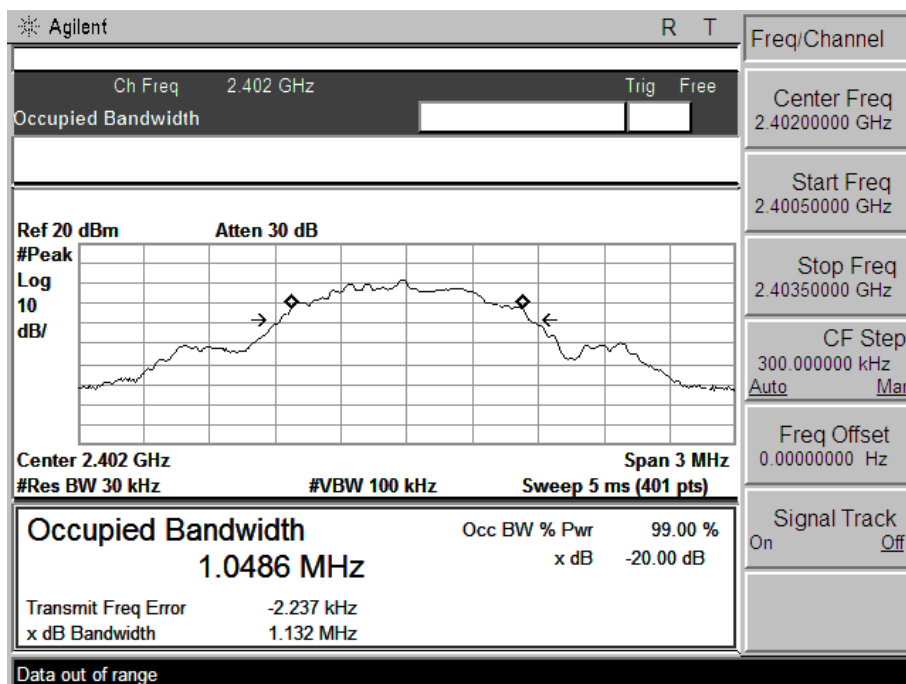 Agilent R T
Ch Freq 2.402 GHz Trig Free
Occupied Bandwidth
Ref 20 dBm Atten 30 dB
#Peak
Log
10
dB/
Center 2.402 GHz Span 3 MHz
#Res BW 30 kHz #VBW 100 kHz Sweep 5 ms (401 pts)
Occupied Bandwidth
1.0486 MHz
Occ BW % Pwr 99.00 %
x dB -20.00 dB
Transmit Freq Error -2.237 kHz
x dB Bandwidth 1.132 MHz
Data out of range
Freq/Channel
Center Freq
2.40200000 GHz
Start Freq
2.40050000 GHz
Stop Freq
2.40350000 GHz
CF Step
300.000000 kHz
Auto Man
Freq Offset
0.00000000 Hz
Signal Track
On Off